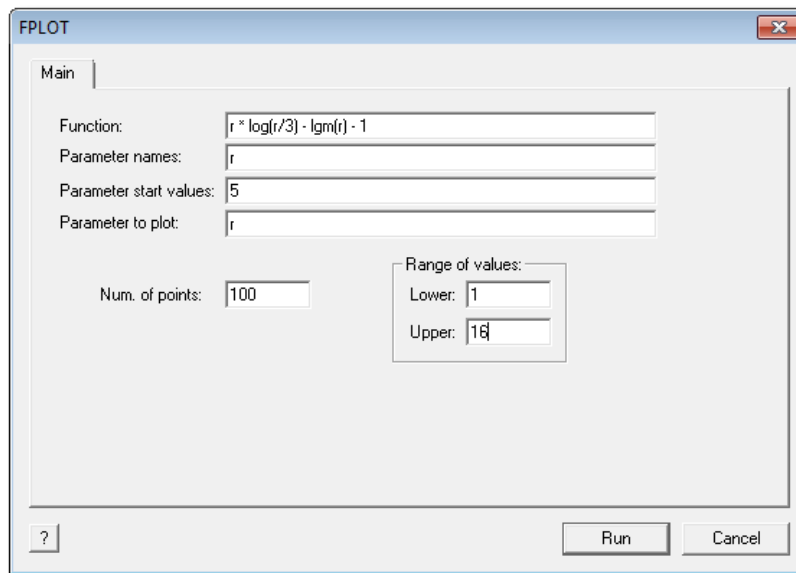 FPLOT
Main
Function: r * log(r/3) - lgm(r) - 1
Parameter names: r
Parameter start values: 5
Parameter to plot: r
Range of values:
Num. of points: 100 Lower: 1
Upper: 16
? Run Cancel